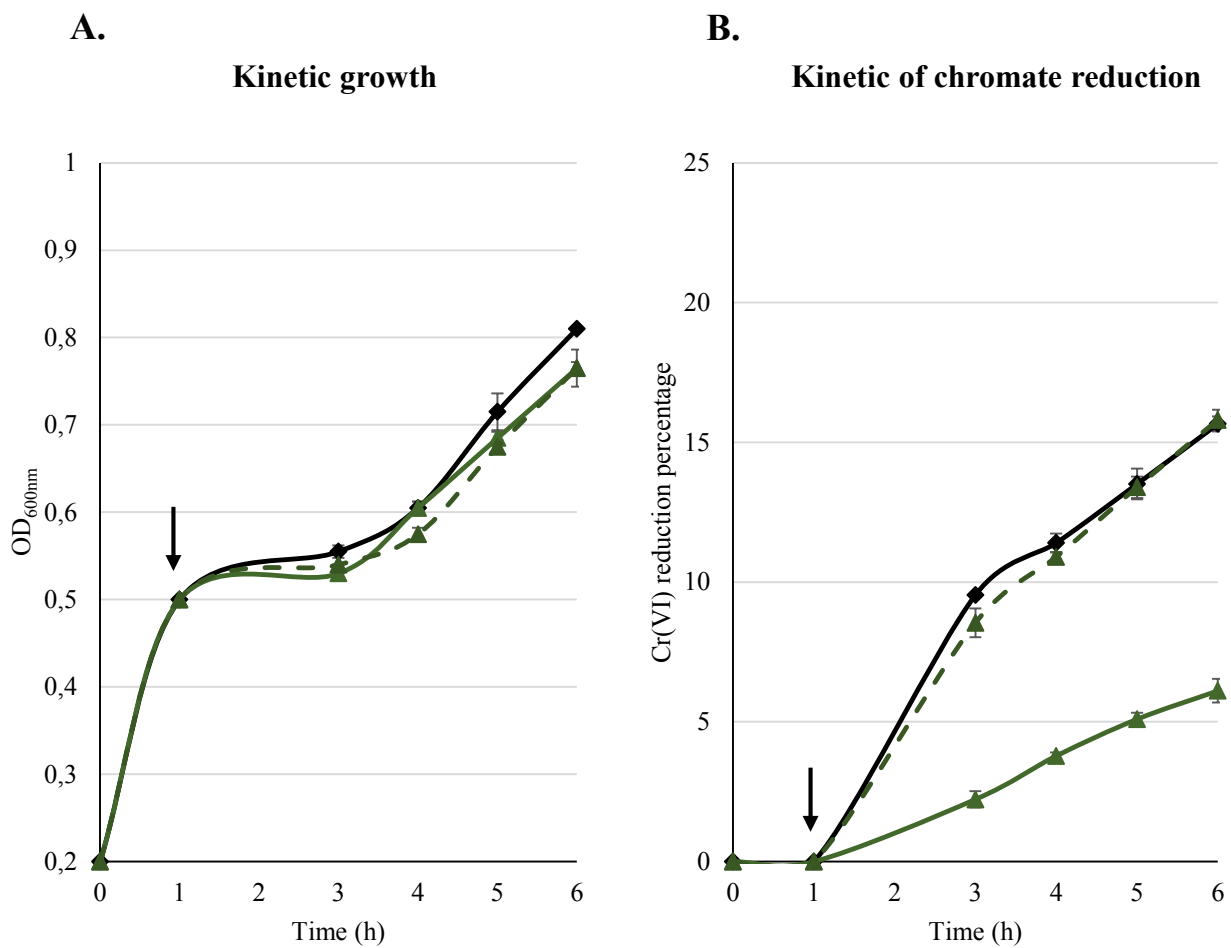 A.
Kinetic growth
1
0,9
0,8
0,7
0,6
0,5
0,4
0,3
0,2
OD600nm
0 1 2 3 4 5 6
Time (h)
B.
Kinetic of chromate reduction
25
20
15
10
5
0
Cr(VI) reduction percentage
0 1 2 3 4 5 6
Time (h)